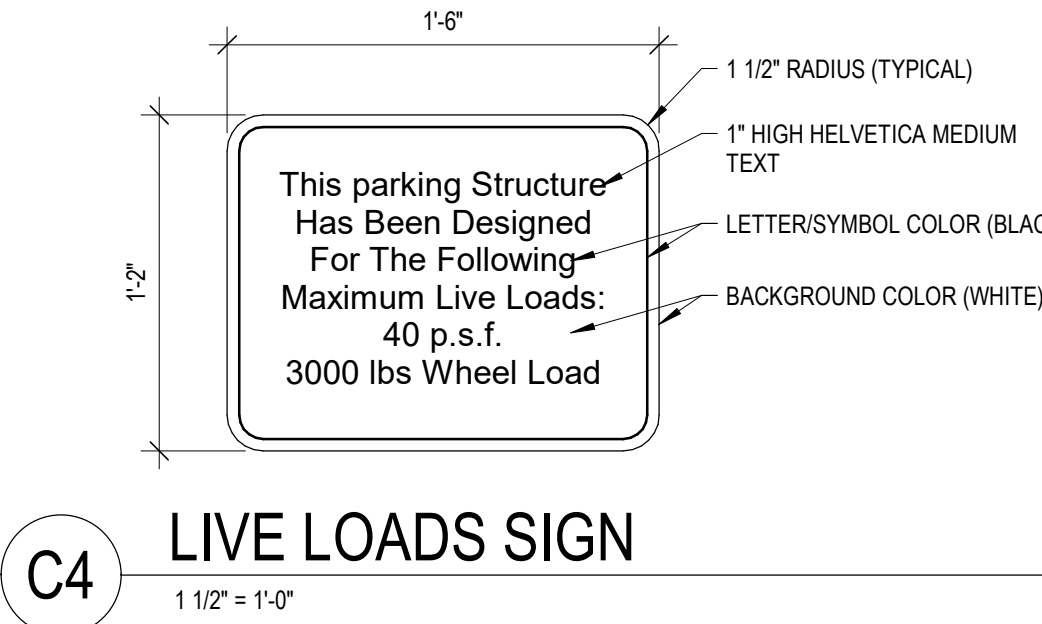 1'-6"
1 1/2" RADIUS (TYPICAL)
1" HIGH HELVETICA MEDIUM
TEXT
LETTER/SYMBOL COLOR (BLAC
BACKGROUND COLOR (WHITE)
1'-2"
This parking Structure
Has Been Designed
For The Following
Maximum Live Loads:
40 p.s.f.
3000 lbs Wheel Load
C4
LIVE LOADS SIGN
1 1/2" = 1'-0"